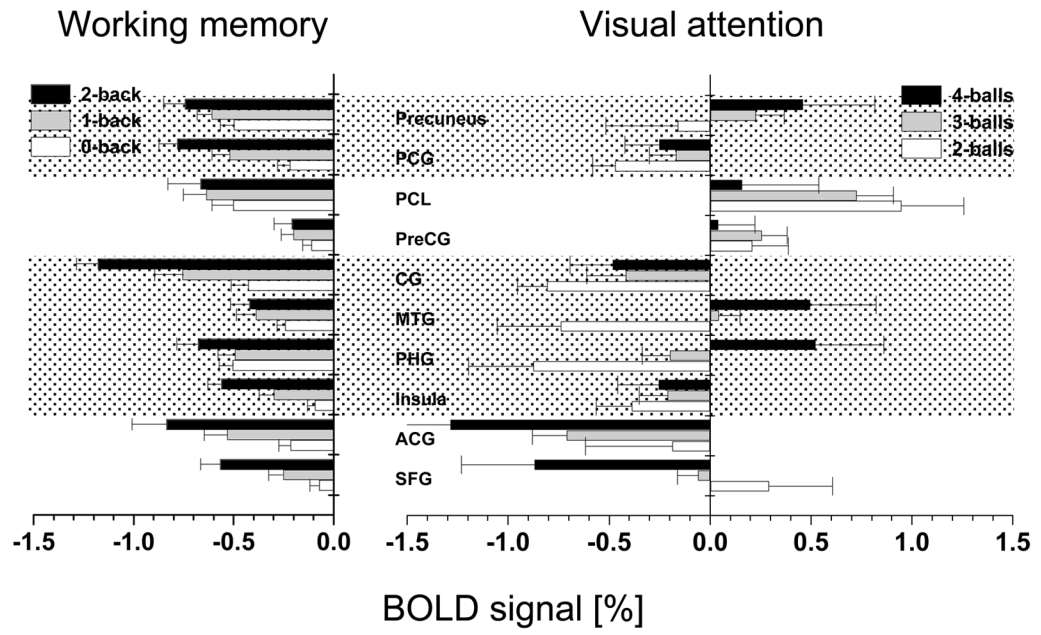 Working memory
Visual attention
2-back
1-back
0-back
4-balls
3-balls
2-balls
Precuneus
PCG
PCL
PreCG
CG
MTG
PHG
Insula
ACG
SFG
-1.5 -1.0 -0.5 0.0
-1.5 -1.0 -0.5 0.0 0.5 1.0 1.5
BOLD signal [%]